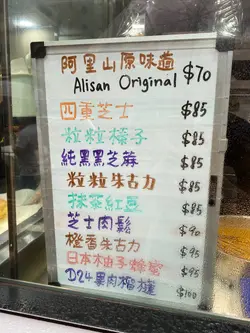 阿里山原味道
Alisan Original $70
四重芝士 $85
粒粒榛子 $85
純黑黑芝麻 $85
粒粒朱古力 $85
抹茶紅豆 $85
芝士肉鬆 $90
橙香朱古力 $95
日本柚子蜂蜜 $95
D24果肉榴槤 $100